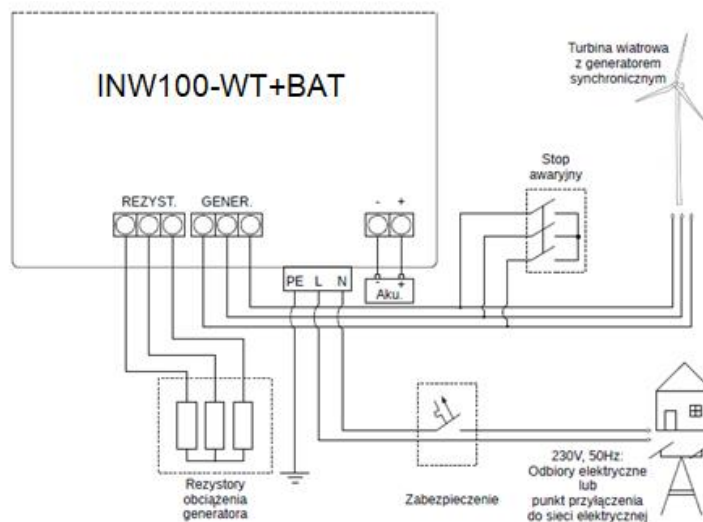 INW100-WT+BAT
Turbina wiatrowa
z generatorem
synchronicznym
Stop
awaryjny
REZYST. GENER. - +
PE L N
- +
Aku.
230V, 50Hz:
Odbiory elektryczne
lub
punkt przyłączenia
do sieci elektrycznej
Rezystory
obciążenia
generatora
Zabezpieczenie